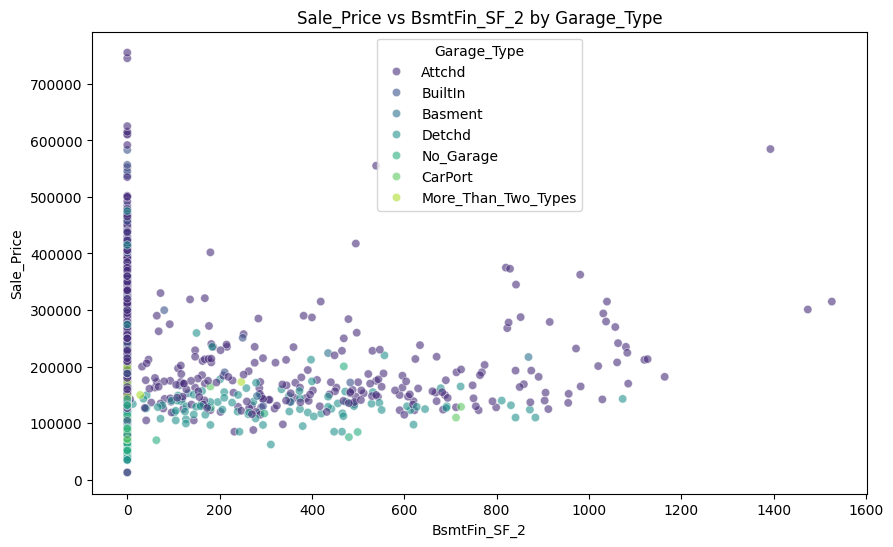 Sale_Price vs BsmtFin_SF_2 by Garage_Type
Garage_Type
Attchd
BuiltIn
Basment
Detchd
No_Garage
CarPort
More_Than_Two_Types
Sale_Price
700000
600000
500000
400000
300000
200000
100000
0
0 200 400 600 800 1000 1200 1400 1600
BsmtFin_SF_2